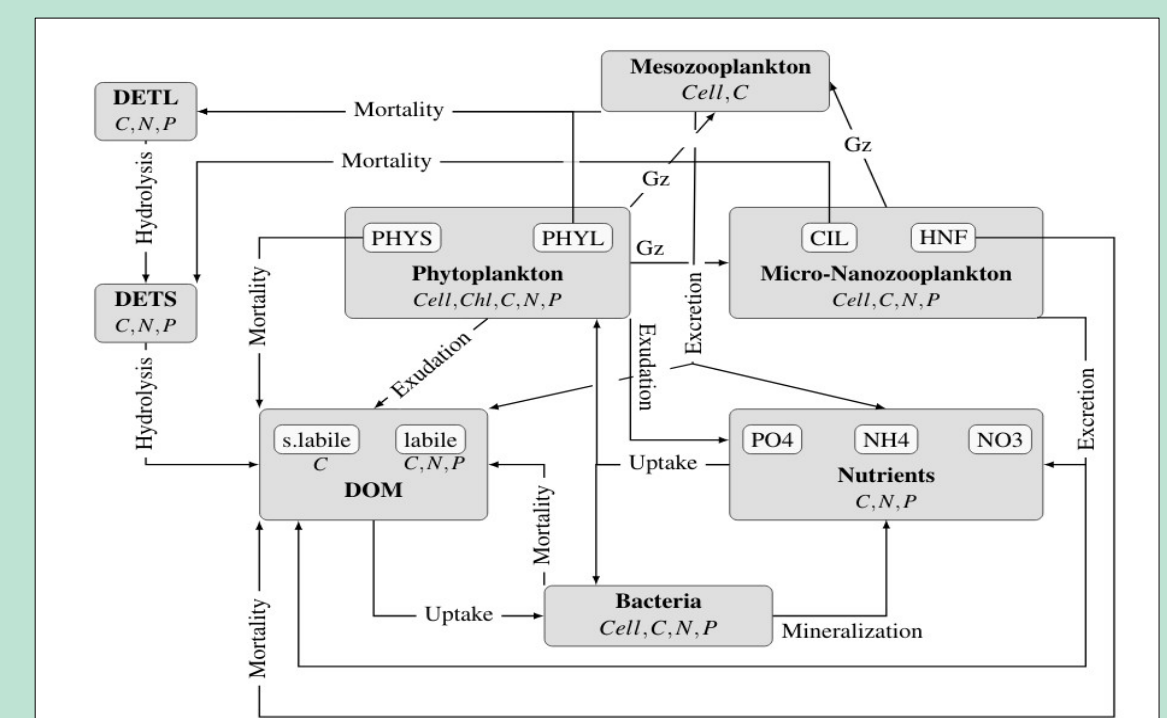 Mesozooplankton
Cell,C
DETL
C,N,P
Mortality
Gz
Mortality
Gz
Hydrolysis
PHYS
PHYL
Phytoplankton
Cell,Chl,C,N,P
Gz
CIL
HNF
Micro-Nanozooplankton
Cell,C,N,P
DETS
C,N,P
Mortality
Excretion
Exudation
Exudation
Hydrolysis
Excretion
s.labile
C
labile
C,N,P
DOM
Uptake
PO4
NH4
NO3
Nutrients
C,N,P
Mortality
Uptake
Bacteria
Cell,C,N,P
Mineralization
Mortality